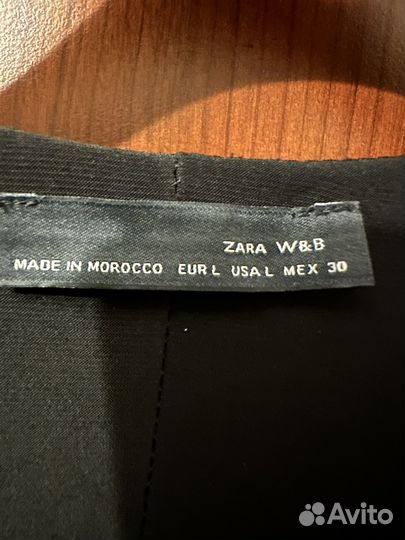 ZARA W&B
MADE IN MOROCCO EUR L USA L MEX 30
Avito